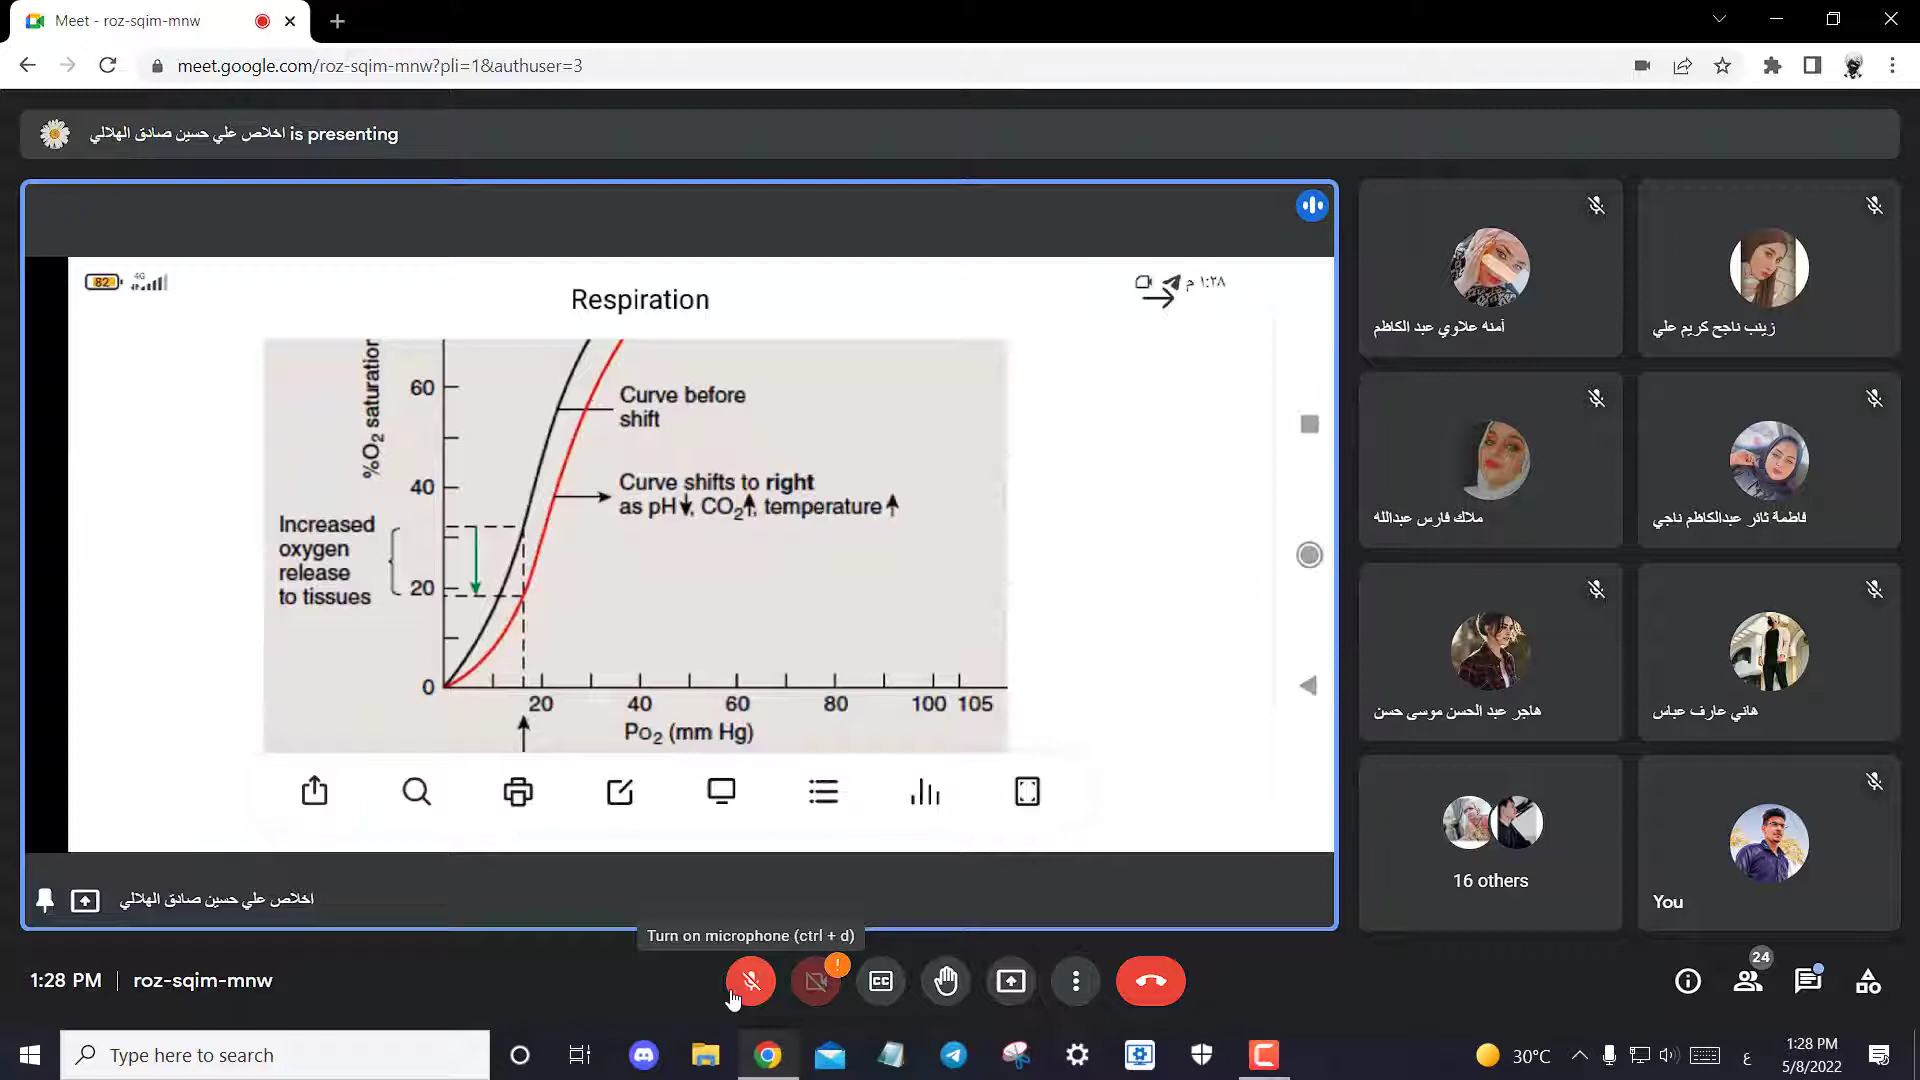 Meet - roz-sqim-mnw
meet.google.com/roz-sqim-mnw?pli=1&authuser=3
اخلاص علي حسين صادق الهلالي is presenting
82
4G
١:٢٨ م
Respiration
%O2 saturation
60
40
20
0
Curve before
shift
Curve shifts to right
as pH↓, CO2↑, temperature↑
Increased
oxygen
release
to tissues
20 40 60 80 100 105
PO2 (mm Hg)
اخلاص علي حسين صادق الهلالي
آمنه علاوي عبد الكاظم
زينب ناجح كريم علي
ملاك فارس عبدالله
فاطمة ثائر عبدالكاظم ناجي
هاجر عبد الحسن موسى حسن
هاني عارف عباس
16 others
You
Turn on microphone (ctrl + d)
1:28 PM | roz-sqim-mnw
CC
24
Type here to search
30°C
ع
1:28 PM
5/8/2022